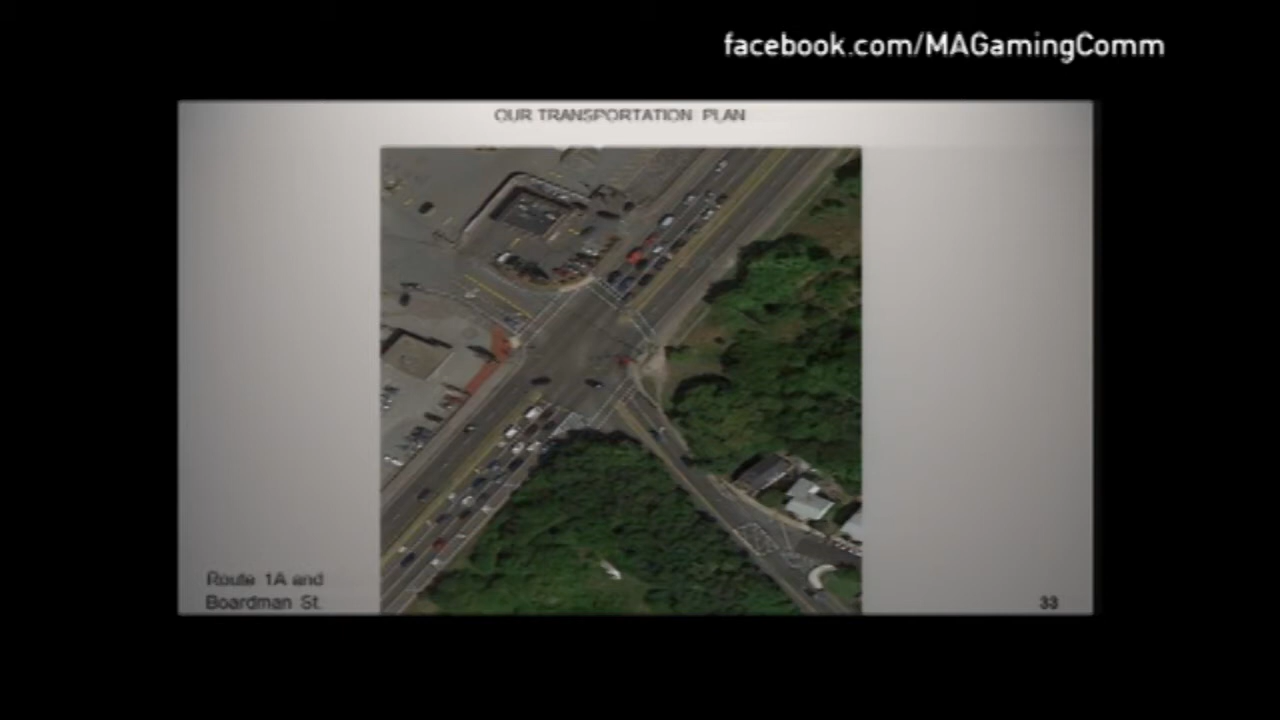 facebook.com/MAGamingComm
OUR TRANSPORTATION PLAN
Route 1A and
Boardman St.
33